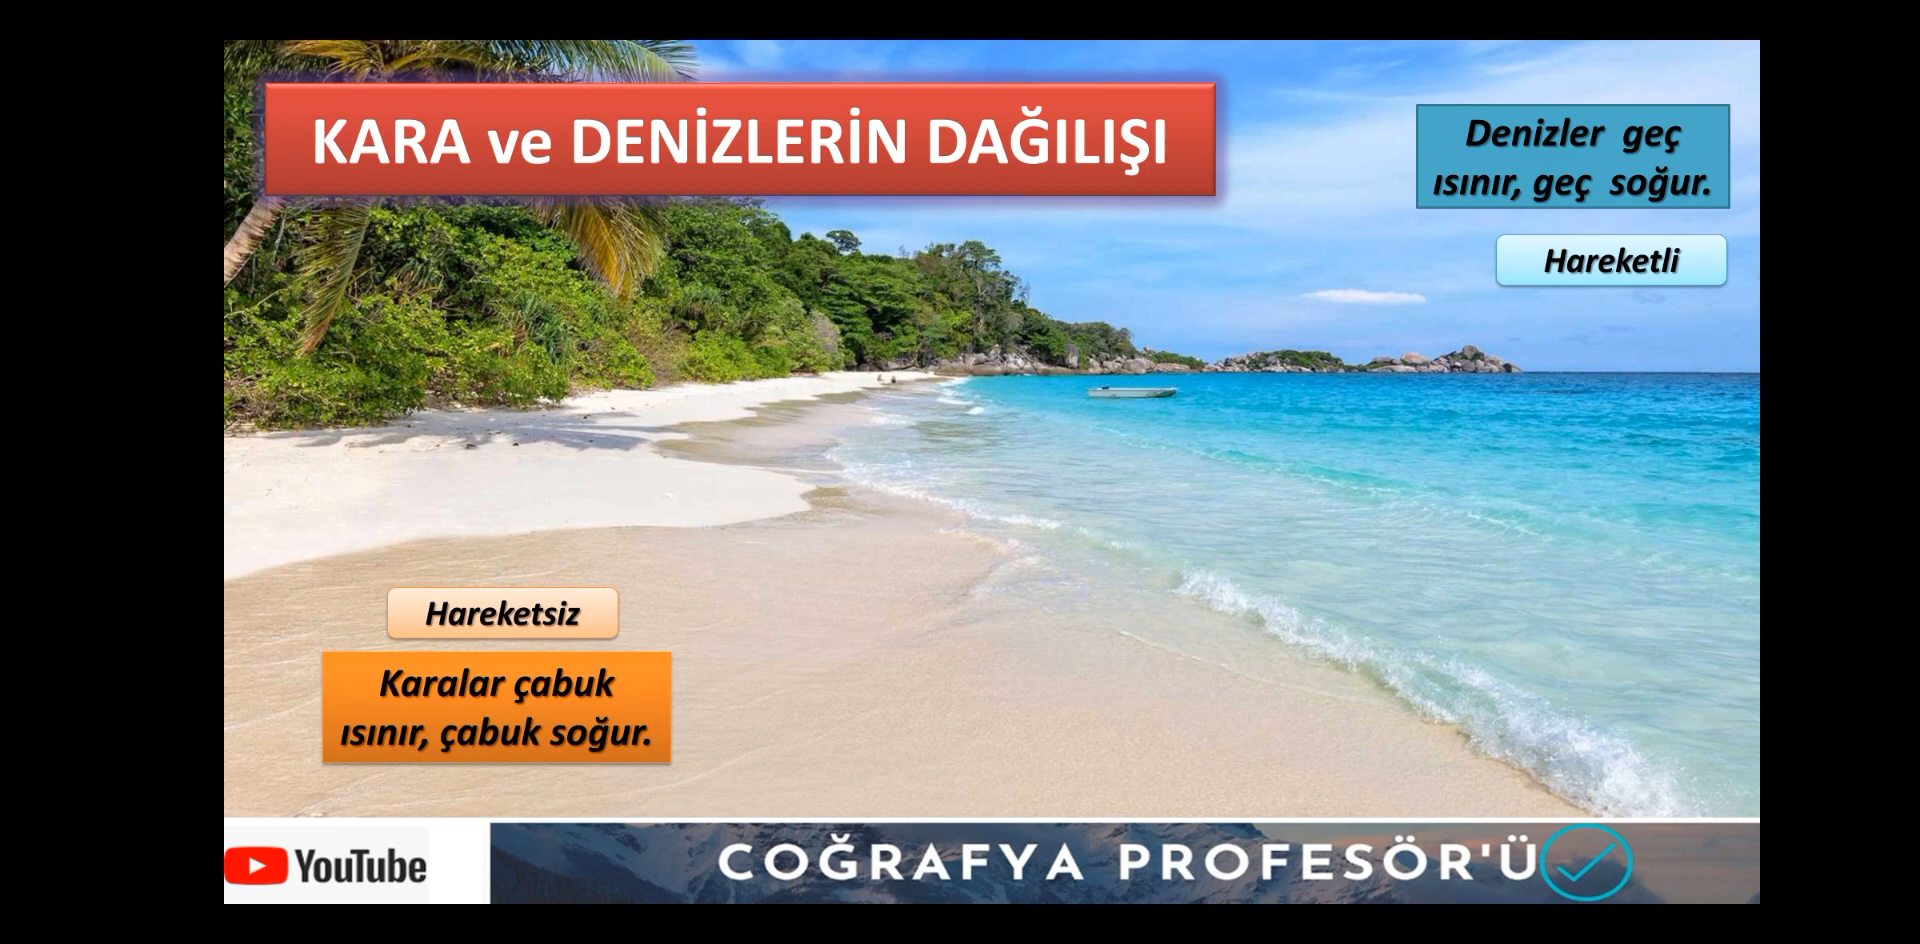 KARA ve DENİZLERİN DAĞILIŞI
Denizler geç
ısınır, geç soğur.
Hareketli
Hareketsiz
Karalar çabuk
ısınır, çabuk soğur.
YouTube
COĞRAFYA PROFESÖR'Ü